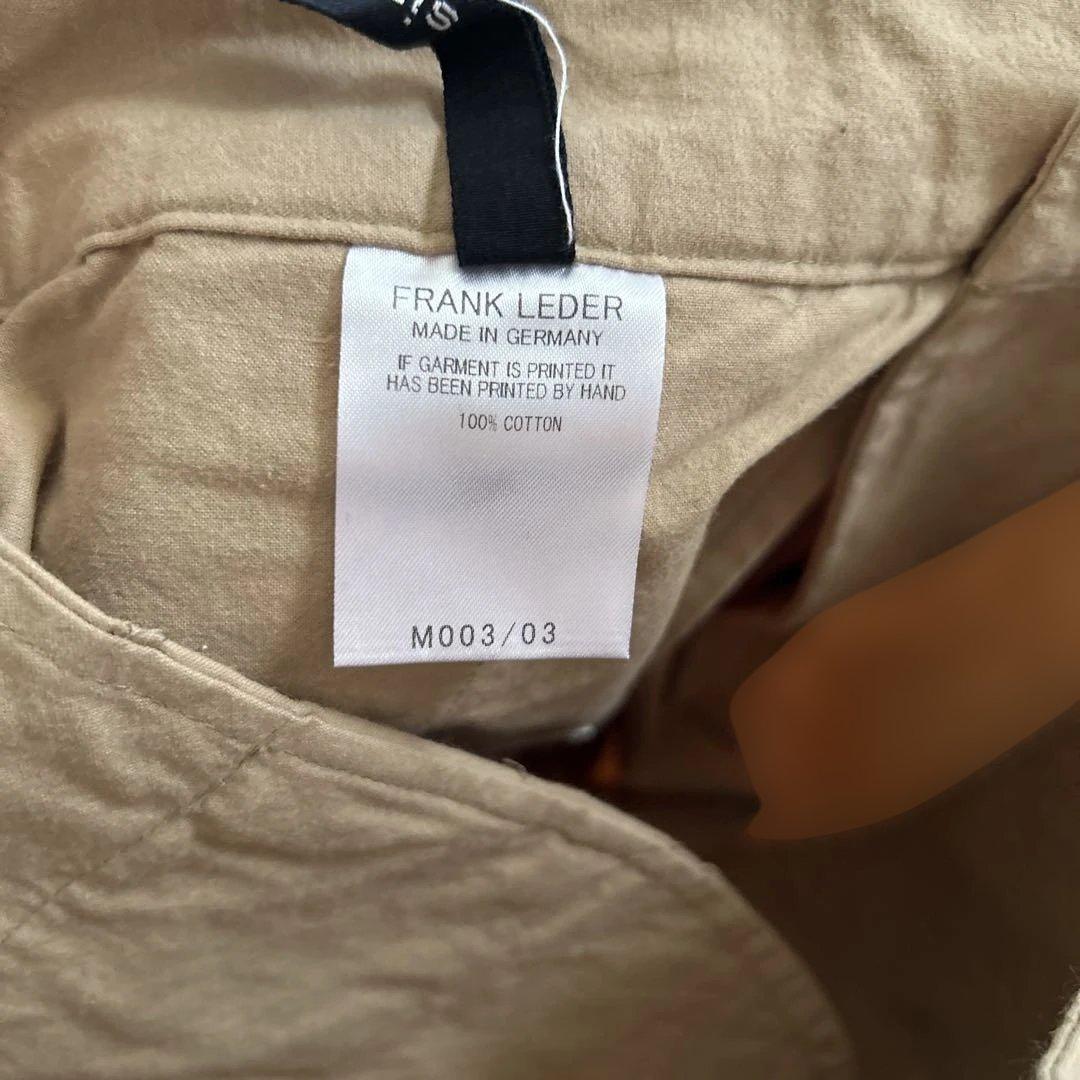 FRANK LEDER
MADE IN GERMANY
IF GARMENT IS PRINTED IT
HAS BEEN PRINTED BY HAND
100% COTTON
M003/03